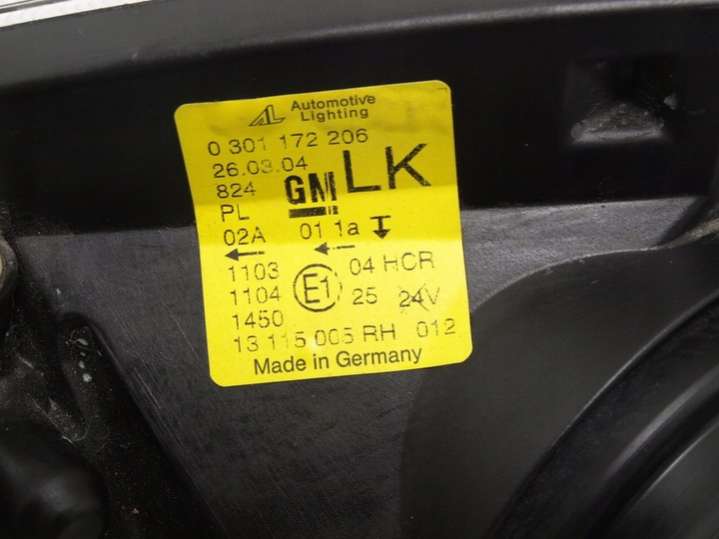 AL Automotive
Lighting
0 301 172 206
26.03.04
824 GM LK
PL
02A 01 1a
1103 04 HCR
1104 E1 25 24V
1450
13 115 005 RH 012
Made in Germany